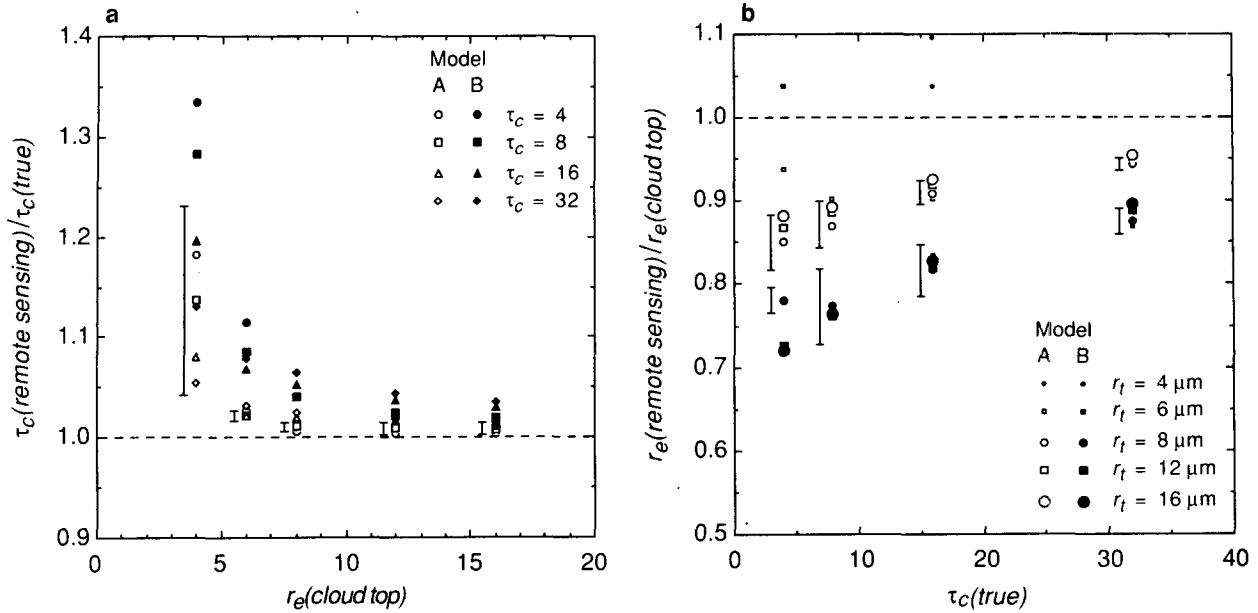 a
1.4
1.3
1.2
1.1
1.0
0.9
0
5
10
15
20
τc(remote sensing)/τc(true)
re(cloud top)
Model
A B
τc = 4
τc = 8
τc = 16
τc = 32
b
1.1
1.0
0.9
0.8
0.7
0.6
0.5
0
10
20
30
40
re(remote sensing)/re(cloud top)
τc(true)
Model
A B
rt = 4 μm
rt = 6 μm
rt = 8 μm
rt = 12 μm
rt = 16 μm